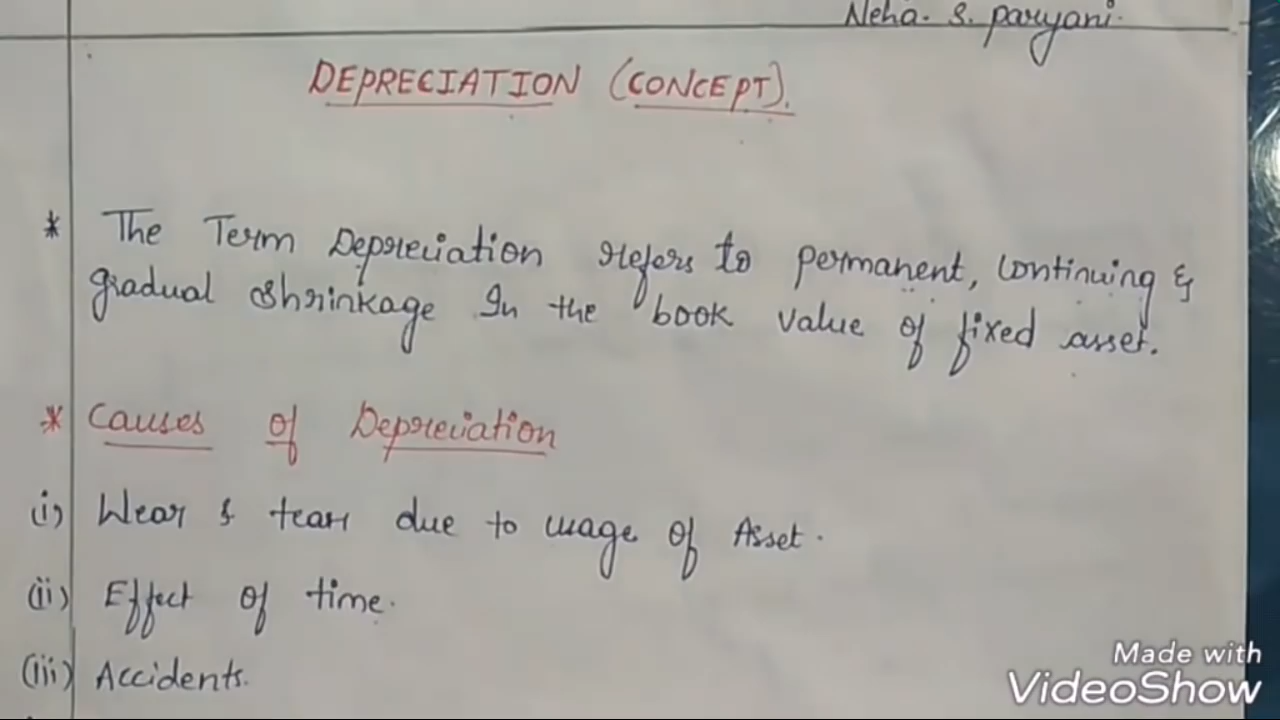 Neha. S. paryani.
DEPRECIATION (CONCEPT).
* The Term Depreciation refers to permanent, continuing &
gradual Shrinkage In the book value of fixed asset.
* Causes of Depreciation
(i) Wear & tear due to usage of Asset.
(ii) Effect of time.
(iii) Accidents.
Made with
VideoShow